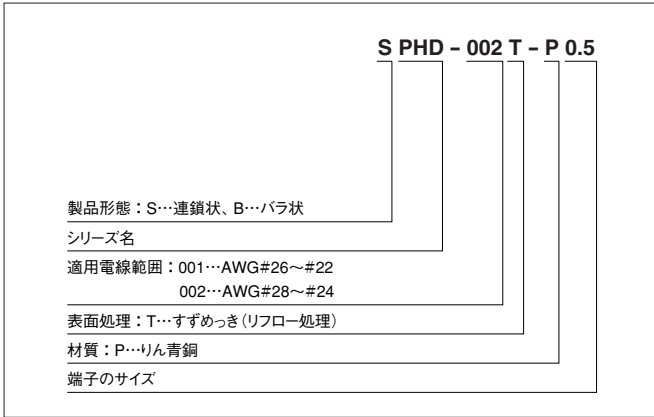 S PHD - 002 T - P 0.5
製品形態：S…連鎖状、B…バラ状
シリーズ名
適用電線範囲：001…AWG#26〜#22
002…AWG#28〜#24
表面処理：T…すずめっき（リフロー処理）
材質：P…りん青銅
端子のサイズ